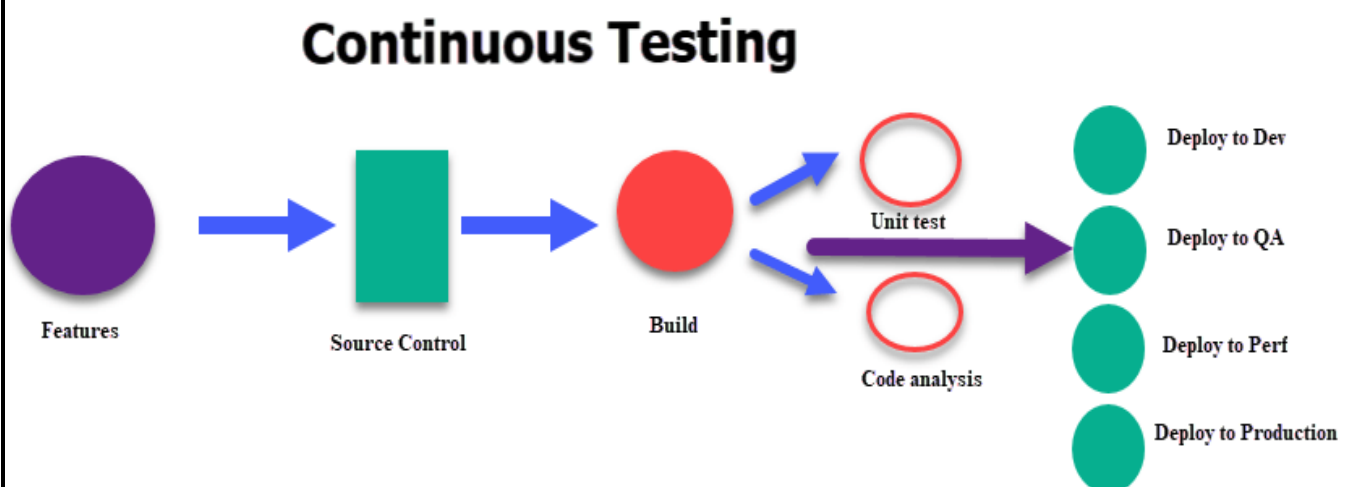 Continuous Testing
Features
Source Control
Build
Unit test
Code analysis
Deploy to Dev
Deploy to QA
Deploy to Perf
Deploy to Production